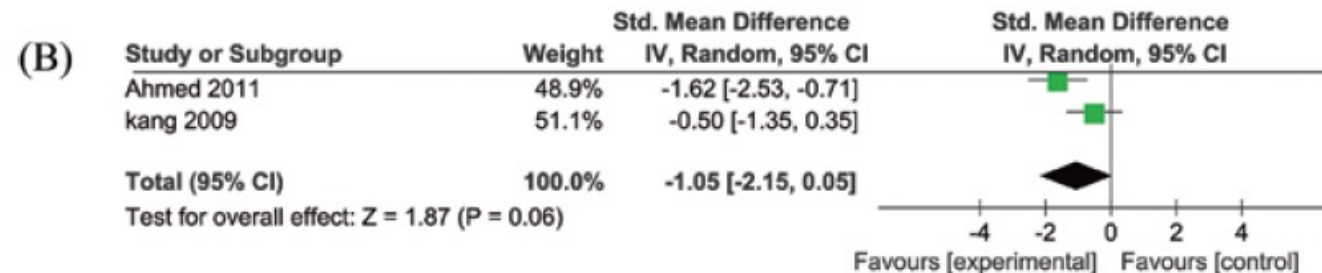 Std. Mean Difference Std. Mean Difference
(B) Study or Subgroup Weight IV, Random, 95% CI IV, Random, 95% CI
Ahmed 2011 48.9% -1.62 [-2.53, -0.71]
kang 2009 51.1% -0.50 [-1.35, 0.35]
Total (95% CI) 100.0% -1.05 [-2.15, 0.05]
Test for overall effect: Z = 1.87 (P = 0.06)
-4 -2 0 2 4
Favours [experimental] Favours [control]